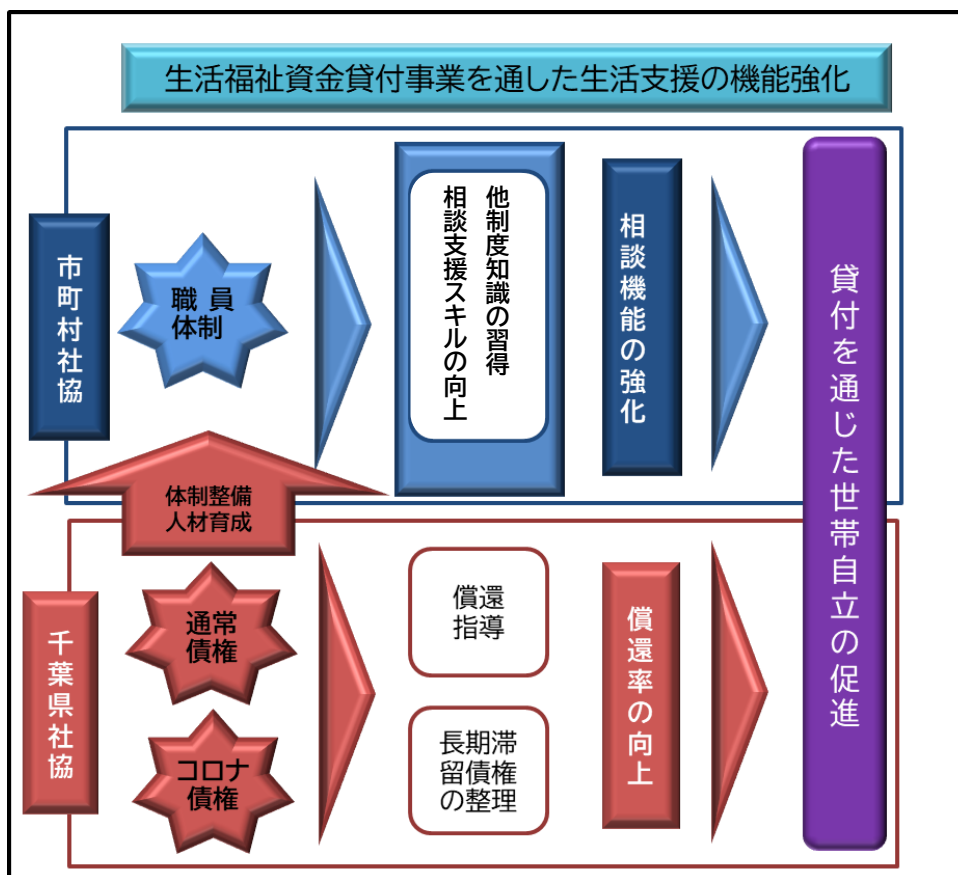 生活福祉資金貸付事業を通した生活支援の機能強化
市町村社協
職 員
体制
他制度知識の習得
相談支援スキルの向上
相談機能の強化
貸付を通じた世帯自立の促進
体制整備
人材育成
千葉県社協
通常
債権
コロナ
債権
償還
指導
長期滞
留債権
の整理
償還率の向上